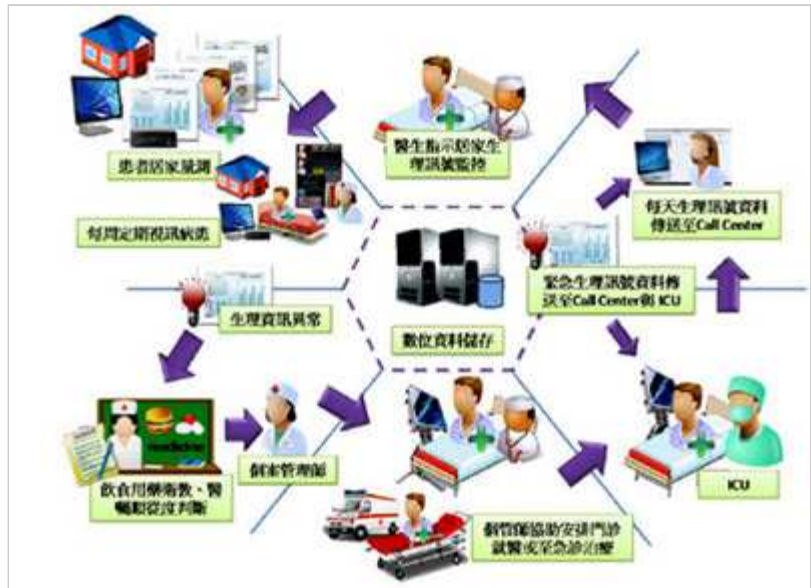 患者居家量測
醫生指示居家生
理訊號監控
每天生理訊號資料
傳送至Call Center
每周定期視訊病患
緊急生理訊號資料傳
送至Call Center與 ICU
生理資訊異常
數位資料儲存
medicine
個案管理師
飲食用藥衛教、醫
囑順從度判斷
ICU
個管師協助安排門診
就醫或至急診治療